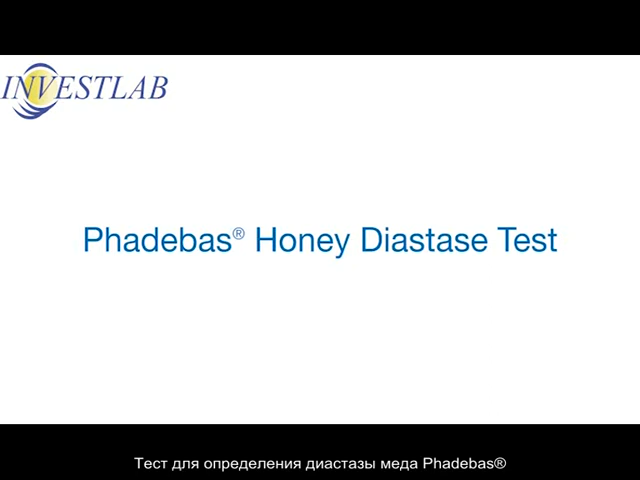 INVESTLAB
Phadebas® Honey Diastase Test
Тест для определения диастазы меда Phadebas®